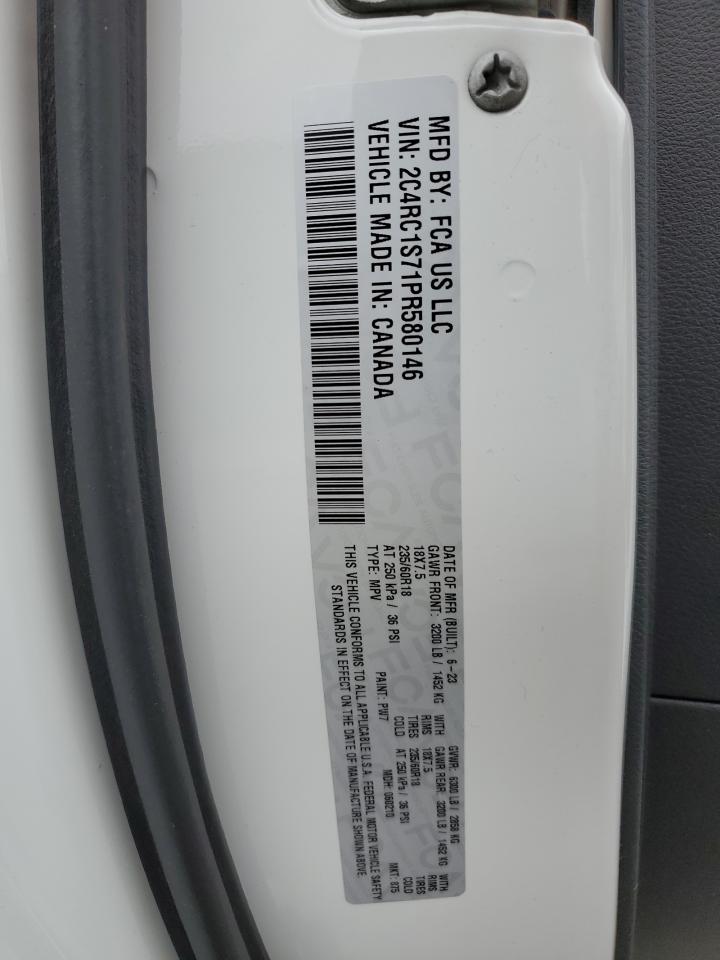 MFD BY: FCA US LLC
VIN: 2C4RC1S71PR580146
VEHICLE MADE IN: CANADA
DATE OF MFR (BUILT): 6-23 GVWR: 6300 LB / 2858 KG
GAWR FRONT: 3200 LB / 1452 KG WITH GAWR REAR: 3200 LB / 1452 KG WITH
18X7.5 RIMS 18X7.5 RIMS
235/60R18 TIRES 235/60R18 TIRES
AT 250 kPa / 36 PSI COLD AT 250 kPa / 36 PSI COLD
TYPE: MPV PAINT: PW7 MDH: 060210 MKT: 875
THIS VEHICLE CONFORMS TO ALL APPLICABLE U.S.A. FEDERAL MOTOR VEHICLE SAFETY
STANDARDS IN EFFECT ON THE DATE OF MANUFACTURE SHOWN ABOVE.